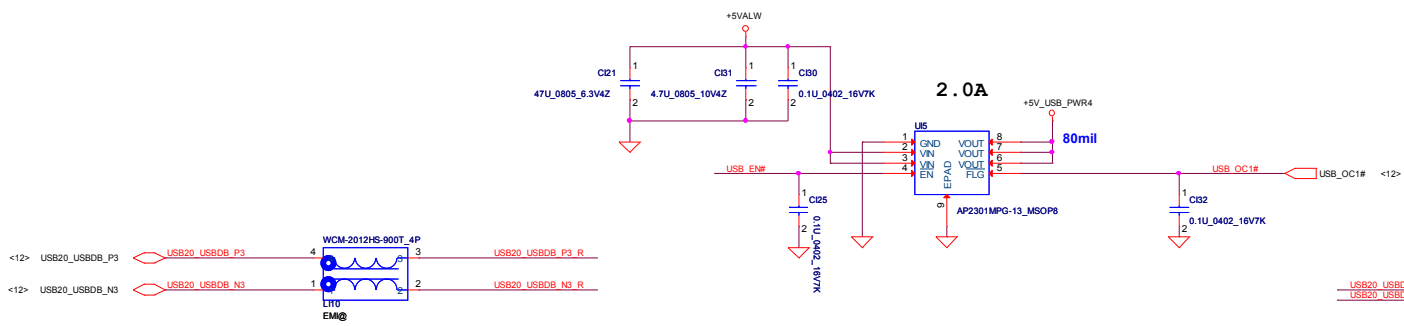 +5VALW
CI21
1
2
47U_0805_6.3V4Z
CI31
1
2
4.7U_0805_10V4Z
CI30
1
2
0.1U_0402_16V7K
2.0A
+5V_USB_PWR4
80mil
UI5
1 GND VOUT 8
2 VIN VOUT 7
3 VIN VOUT 6
4 EN FLG 5
EPAD
9
AP2301MPG-13_MSOP8
USB_EN#
CI25
1
2
0.1U_0402_16V7K
USB_OC1#
USB_OC1# <12>
CI32
1
2
0.1U_0402_16V7K
WCM-2012HS-900T_4P
<12> USB20_USBDB_P3 USB20_USBDB_P3 4 3 3 USB20_USBDB_P3_R
<12> USB20_USBDB_N3 USB20_USBDB_N3 1 2 2 USB20_USBDB_N3_R
LI10
EMI@